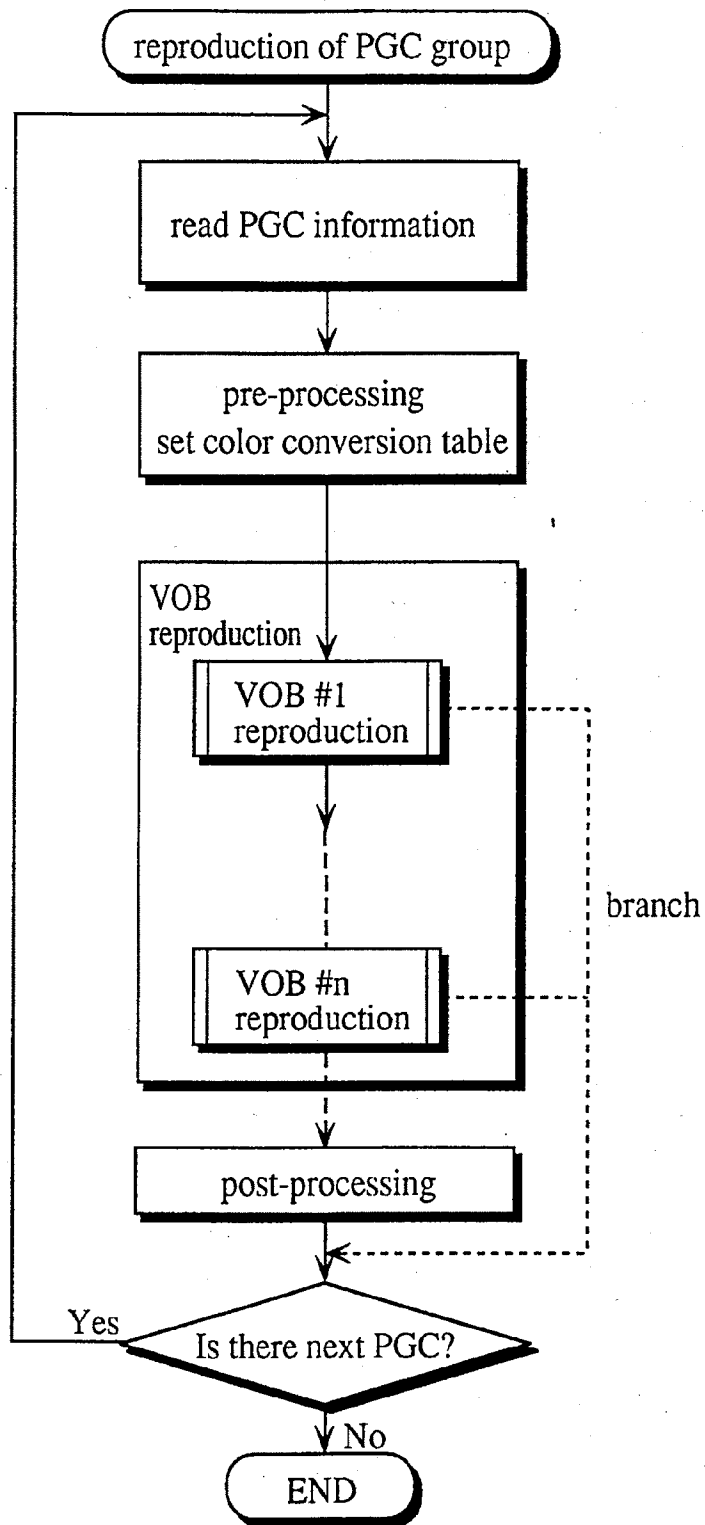 reproduction of PGC group
read PGC information
pre-processing
set color conversion table
VOB
reproduction
VOB #1
reproduction
branch
VOB #n
reproduction
post-processing
Yes
Is there next PGC?
No
END